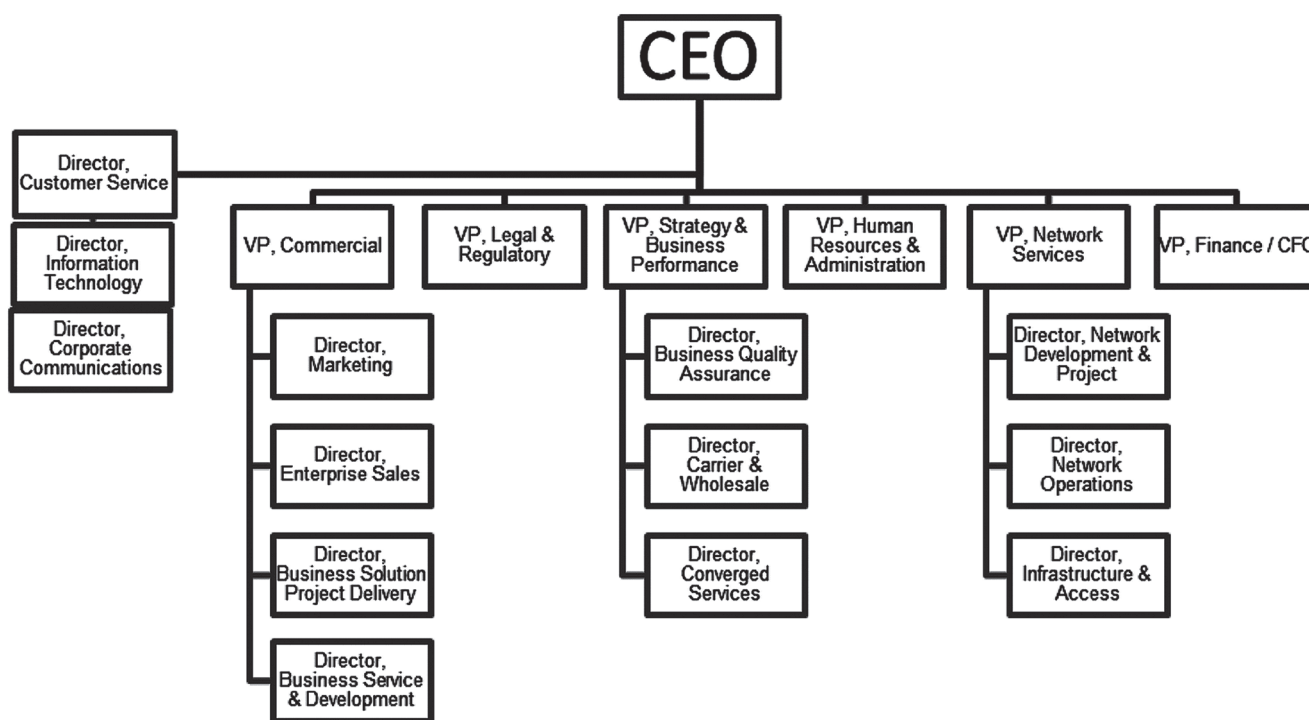 CEO
Director,
Customer Service
Director,
Information
Technology
Director,
Corporate
Communications
VP, Commercial
VP, Legal &
Regulatory
VP, Strategy &
Business
Performance
VP, Human
Resources &
Administration
VP, Network
Services
VP, Finance / CFO
Director,
Marketing
Director,
Enterprise Sales
Director,
Business Solution
Project Delivery
Director,
Business Service
& Development
Director,
Business Quality
Assurance
Director,
Carrier &
Wholesale
Director,
Converged
Services
Director, Network
Development &
Project
Director,
Network
Operations
Director,
Infrastructure &
Access